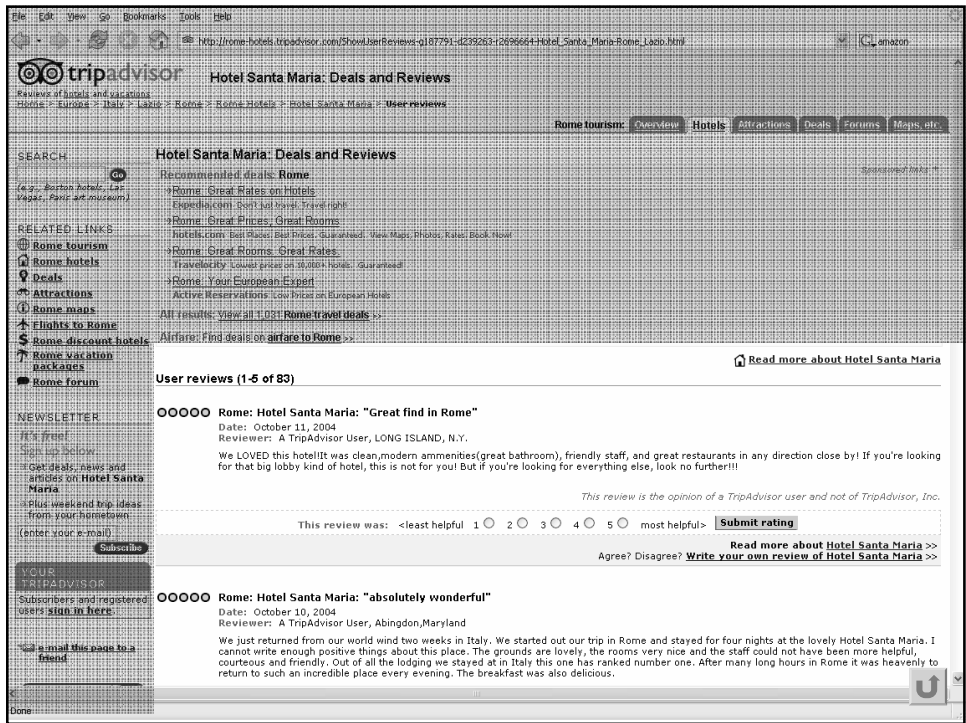 File Edit View Go Bookmarks Tools Help
http://rome-hotels.tripadvisor.com/ShowUserReviews-g187791-d239263-r2696664-Hotel_Santa_Maria-Rome_Lazio.html
G, amazon
tripadvisor
Hotel Santa Maria: Deals and Reviews
Reviews of hotels and vacations
Home > Europe > Italy > Lazio > Rome > Rome Hotels > Hotel Santa Maria > User reviews
Rome tourism: Overview Hotels Attractions Deals Forums Maps, etc.
SEARCH
Go
(e.g., Boston hotels, Las
Vegas, Paris art museum)
RELATED LINKS
Rome tourism
Rome hotels
Deals
Attractions
Rome maps
Flights to Rome
Rome discount hotels
Rome vacation
packages
Rome forum
NEWSLETTER
It's free!
Sign up below
Get deals, news and
articles on Hotel Santa
Maria
Plus weekend trip ideas
from your hometown
(enter your e-mail)
Subscribe
YOUR
TRIPADVISOR
Subscribers and registered
users sign in here.
e-mail this page to a
friend
Hotel Santa Maria: Deals and Reviews
Recommended deals: Rome
Sponsored links *
Rome: Great Rates on Hotels
Expedia.com Don't just travel. Travel right!
Rome: Great Prices, Great Rooms
hotels.com Best Places. Best Prices. Guaranteed. View Maps, Photos, Rates. Book Now!
Rome: Great Rooms. Great Rates.
Travelocity Lowest prices on 10,000+ hotels. Guaranteed!
Rome: Your European Expert
Active Reservations Low Prices on European Hotels
All results: View all 1,031 Rome travel deals >>
Airfare: Find deals on airfare to Rome >>
Read more about Hotel Santa Maria
User reviews (1-5 of 83)
Rome: Hotel Santa Maria: "Great find in Rome"
Date: October 11, 2004
Reviewer: A TripAdvisor User, LONG ISLAND, N.Y.
We LOVED this hotel!It was clean,modern ammenities(great bathroom), friendly staff, and great restaurants in any direction close by! If you're looking
for that big lobby kind of hotel, this is not for you! But if you're looking for everything else, look no further!!!
This review is the opinion of a TripAdvisor user and not of TripAdvisor, Inc.
This review was: <least helpful 1 2 3 4 5 most helpful> Submit rating
Read more about Hotel Santa Maria >>
Agree? Disagree? Write your own review of Hotel Santa Maria >>
Rome: Hotel Santa Maria: "absolutely wonderful"
Date: October 10, 2004
Reviewer: A TripAdvisor User, Abingdon,Maryland
We just returned from our world wind two weeks in Italy. We started out our trip in Rome and stayed for four nights at the lovely Hotel Santa Maria. I
cannot write enough positive things about this place. The grounds are lovely, the rooms very nice and the staff could not have been more helpful,
courteous and friendly. Out of all the lodging we stayed at in Italy this one has ranked number one. After many long hours in Rome it was heavenly to
return to such an incredible place every evening. The breakfast was also delicious.
Done